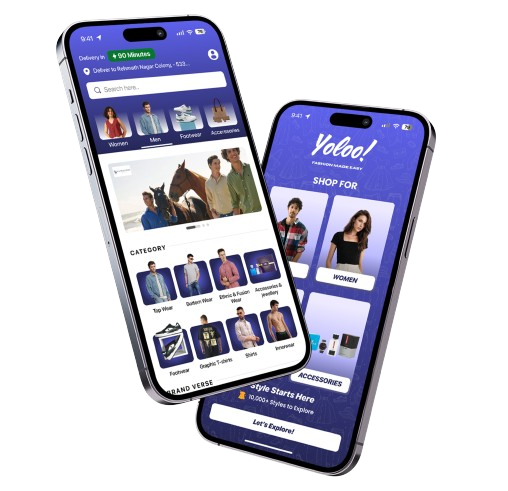 9:41
Delivery in
90 Minutes
Deliver to Rehmath Nagar Colony, - 533...
Search here...
Women
Men
Footwear
Accessories
CATEGORY
Top Wear
Bottom Wear
Ethnic & Fusion
Wear
Accessories &
jewellery
Footwear
Graphic T-shirts
Shirts
Innerwear
BRAND VERSE
9:41
Yoloo!
FASHION MADE EASY
SHOP FOR
WOMEN
ACCESSORIES
Style Starts Here
10,000+ Styles to Explore
Let's Explore!